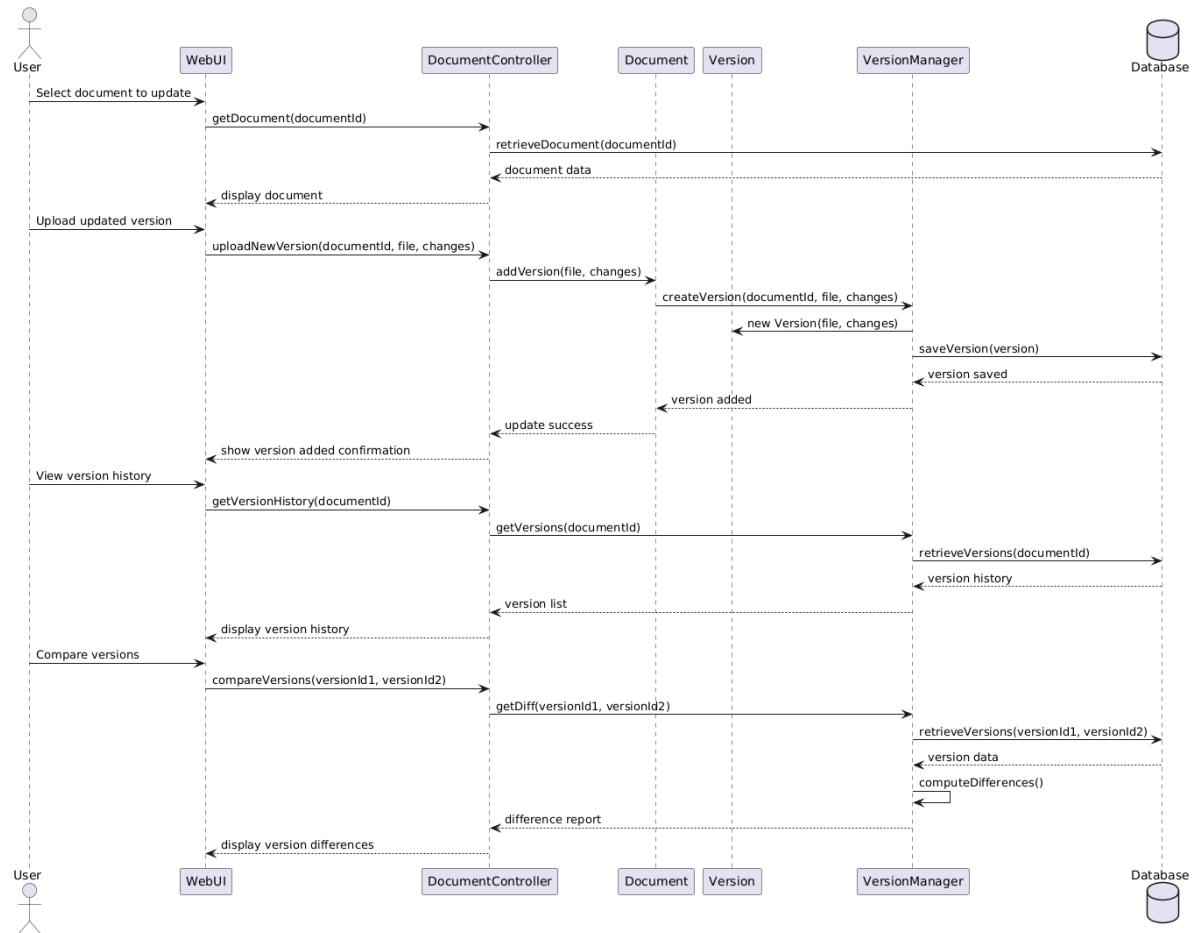 User
WebUI
DocumentController
Document
Version
VersionManager
Database
Select document to update
getDocument(documentId)
retrieveDocument(documentId)
document data
display document
Upload updated version
uploadNewVersion(documentId, file, changes)
addVersion(file, changes)
createVersion(documentId, file, changes)
new Version(file, changes)
saveVersion(version)
version saved
version added
update success
show version added confirmation
View version history
getVersionHistory(documentId)
getVersions(documentId)
retrieveVersions(documentId)
version history
version list
display version history
Compare versions
compareVersions(versionId1, versionId2)
getDiff(versionId1, versionId2)
retrieveVersions(versionId1, versionId2)
version data
computeDifferences()
difference report
display version differences
User
WebUI
DocumentController
Document
Version
VersionManager
Database